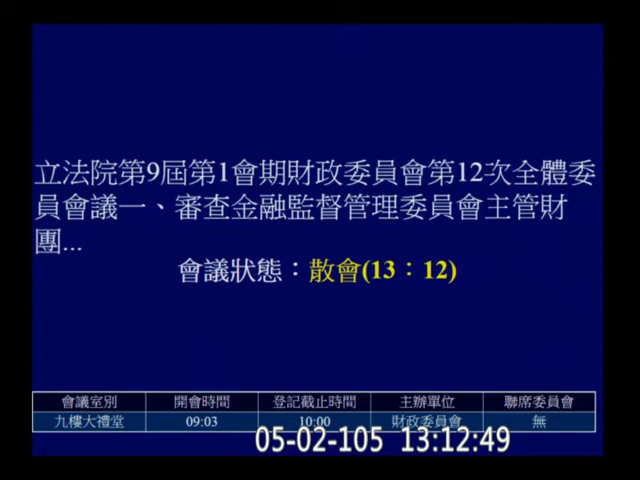 立法院第9屆第1會期財政委員會第12次全體委
員會議一、審查金融監督管理委員會主管財
團...
會議狀態：散會(13：12)
會議室別 開會時間 登記截止時間 主辦單位 聯席委員會
九樓大禮堂 09:03 10:00 財政委員會 無
05-02-105 13:12:49